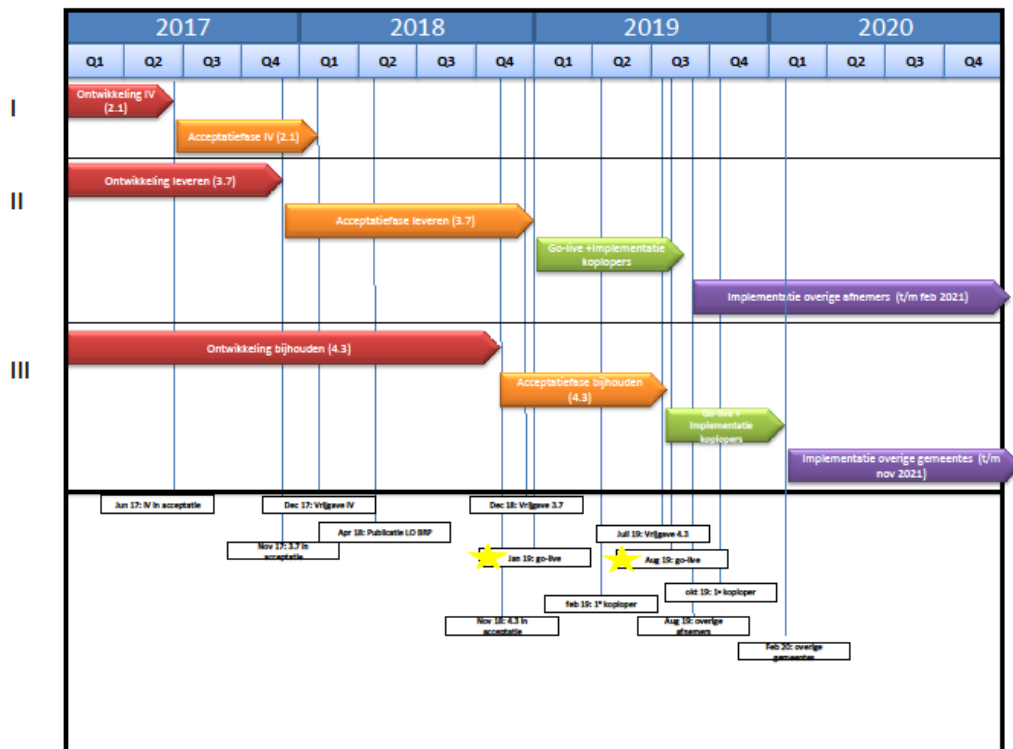 2017 2018 2019 2020
Q1 Q2 Q3 Q4 Q1 Q2 Q3 Q4 Q1 Q2 Q3 Q4 Q1 Q2 Q3 Q4
I
Ontwikkeling IV
(2.1)
Acceptatiefase IV (2.1)
II
Ontwikkeling leveren (3.7)
Acceptatiefase leveren (3.7)
Go-live +Implementatie
koplopers
Implementatie overige afnemers (t/m feb 2021)
III
Ontwikkeling bijhouden (4.3)
Acceptatiefase bijhouden
(4.3)
Go-live +
Implementatie
koplopers
Implementatie overige gemeentes (t/m
nov 2021)
Jun 17: IV in acceptatie
Dec 17: Vrijgave IV
Dec 18: Vrijgave 3.7
Apr 18: Publicatie LO BRP
Juli 19: Vrijgave 4.3
Nov 17: 3.7 in
acceptatie
Jan 19: go-live
Aug 19: go-live
okt 19: 1e koploper
feb 19: 1e koploper
Nov 18: 4.3 in
acceptatie
Aug 19: overige
afnemers
Feb 20: overige
gemeentes